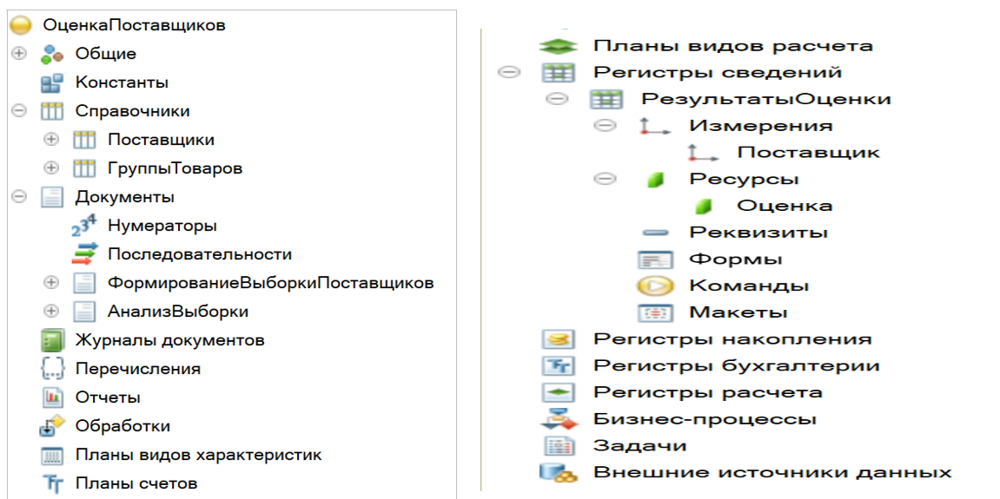 ОценкаПоставщиков
Общие
Константы
Справочники
Поставщики
ГруппыТоваров
Документы
Нумераторы
Последовательности
ФормированиеВыборкиПоставщиков
АнализВыборки
Журналы документов
Перечисления
Отчеты
Обработки
Планы видов характеристик
Планы счетов
Планы видов расчета
Регистры сведений
РезультатыОценки
Измерения
Поставщик
Ресурсы
Оценка
Реквизиты
Формы
Команды
Макеты
Регистры накопления
Регистры бухгалтерии
Регистры расчета
Бизнес-процессы
Задачи
Внешние источники данных